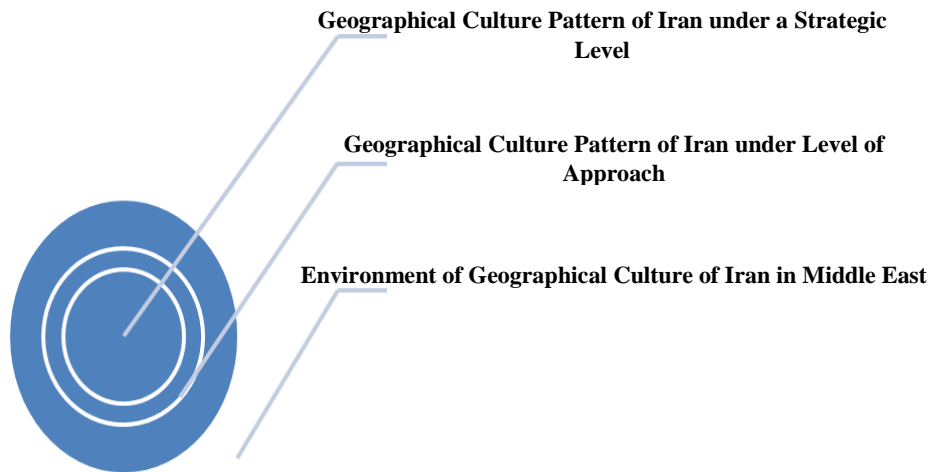 Geographical Culture Pattern of Iran under a Strategic
Level
Geographical Culture Pattern of Iran under Level of
Approach
Environment of Geographical Culture of Iran in Middle East